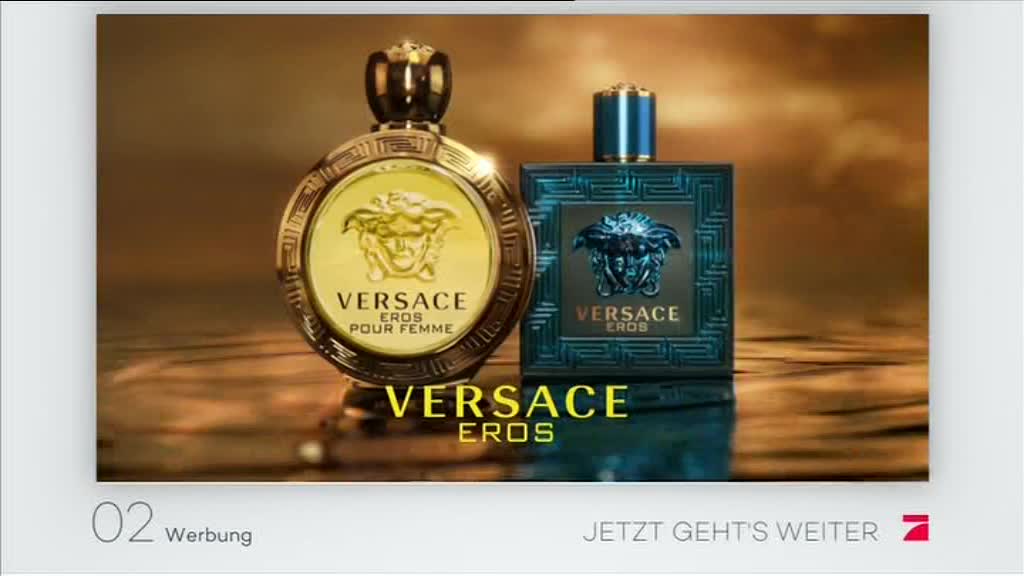 VERSACE
EROS
POUR FEMME
VERSACE
EROS
VERSACE
EROS
02 Werbung
JETZT GEHT'S WEITER